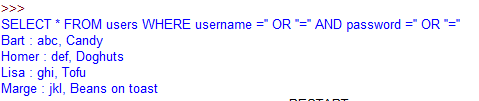 >>>
SELECT * FROM users WHERE username ='' OR ''='' AND password ='' OR ''=''
Bart : abc, Candy
Homer : def, Doghuts
Lisa : ghi, Tofu
Marge : jkl, Beans on toast